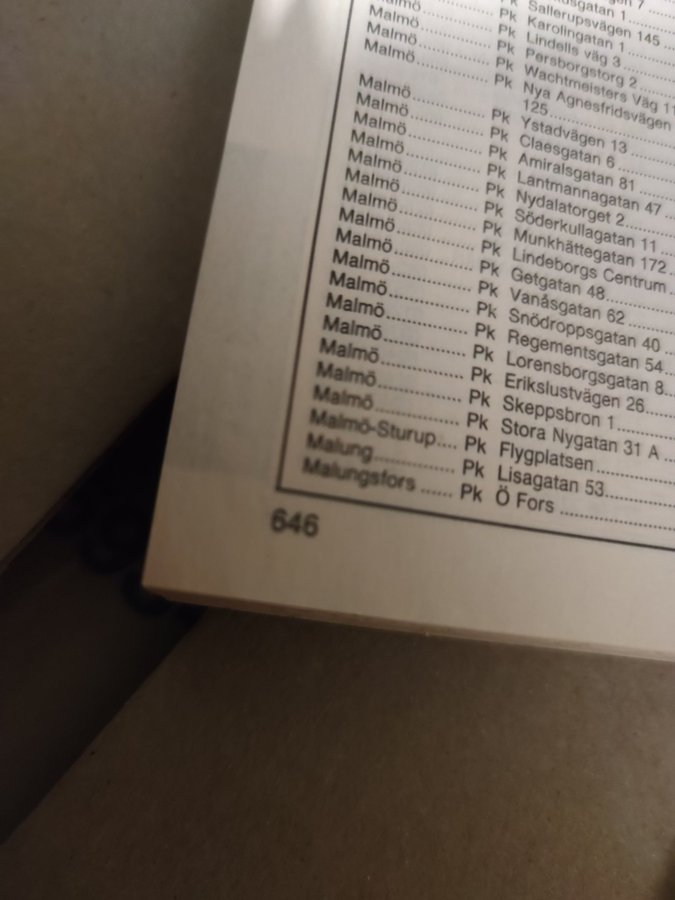 Sallerupsvägen 145
Pk Karolingatan 1
Malmö Pk Lindells väg 3
Malmö Pk Persborgstorg 2
Malmö Pk Wachtmeisters Väg 11
Malmö Pk Nya Agnesfridsvägen
125
Malmö Pk Ystadvägen 13
Malmö Pk Claesgatan 6
Malmö Pk Amiralsgatan 81
Malmö Pk Lantmannagatan 47
Malmö Pk Nydalatorget 2
Malmö Pk Söderkullagatan 11
Malmö Pk Munkhättegatan 172
Malmö Pk Lindeborgs Centrum
Malmö Pk Getgatan 48
Malmö Pk Vanåsgatan 62
Malmö Pk Snödroppsgatan 40
Malmö Pk Regementsgatan 54
Malmö Pk Lorensborgsgatan 8
Malmö Pk Erikslustvägen 26
Malmö Pk Skeppsbron 1
Malmö Pk Stora Nygatan 31 A
Malmö-Sturup Pk Flygplatsen
Malung Pk Lisagatan 53
Malungsfors Pk Ö Fors
646